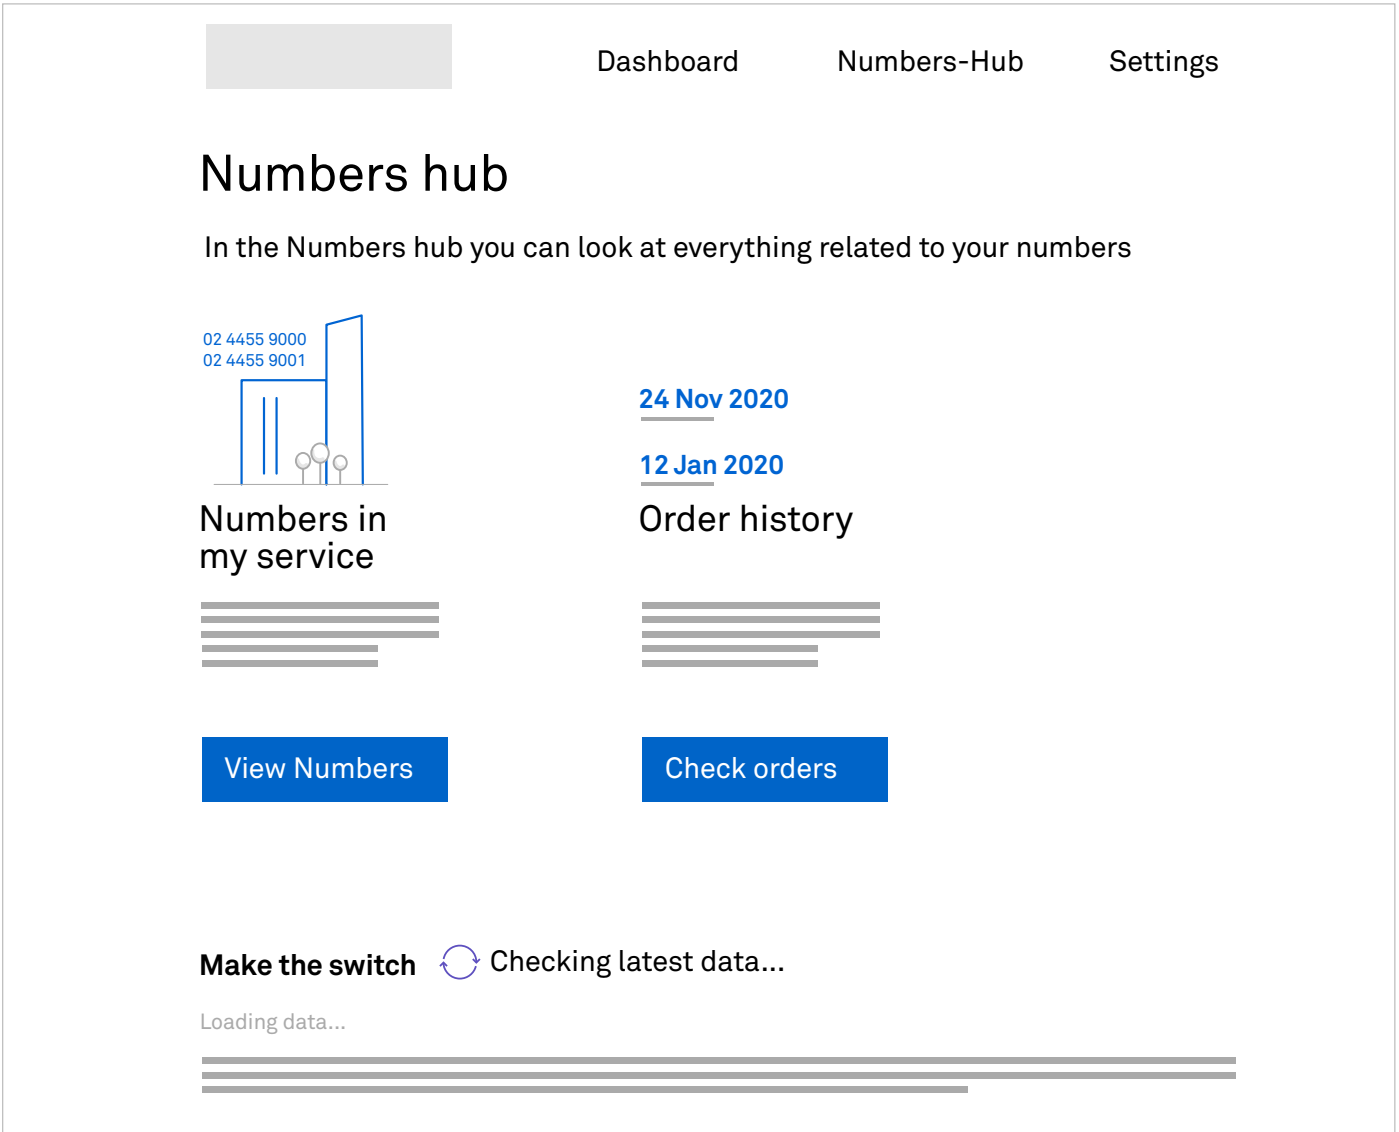 Dashboard Numbers-Hub Settings
Numbers hub
In the Numbers hub you can look at everything related to your numbers
02 4455 9000
02 4455 9001
24 Nov 2020
12 Jan 2020
Numbers in
my service
Order history
View Numbers
Check orders
Make the switch Checking latest data...
Loading data...